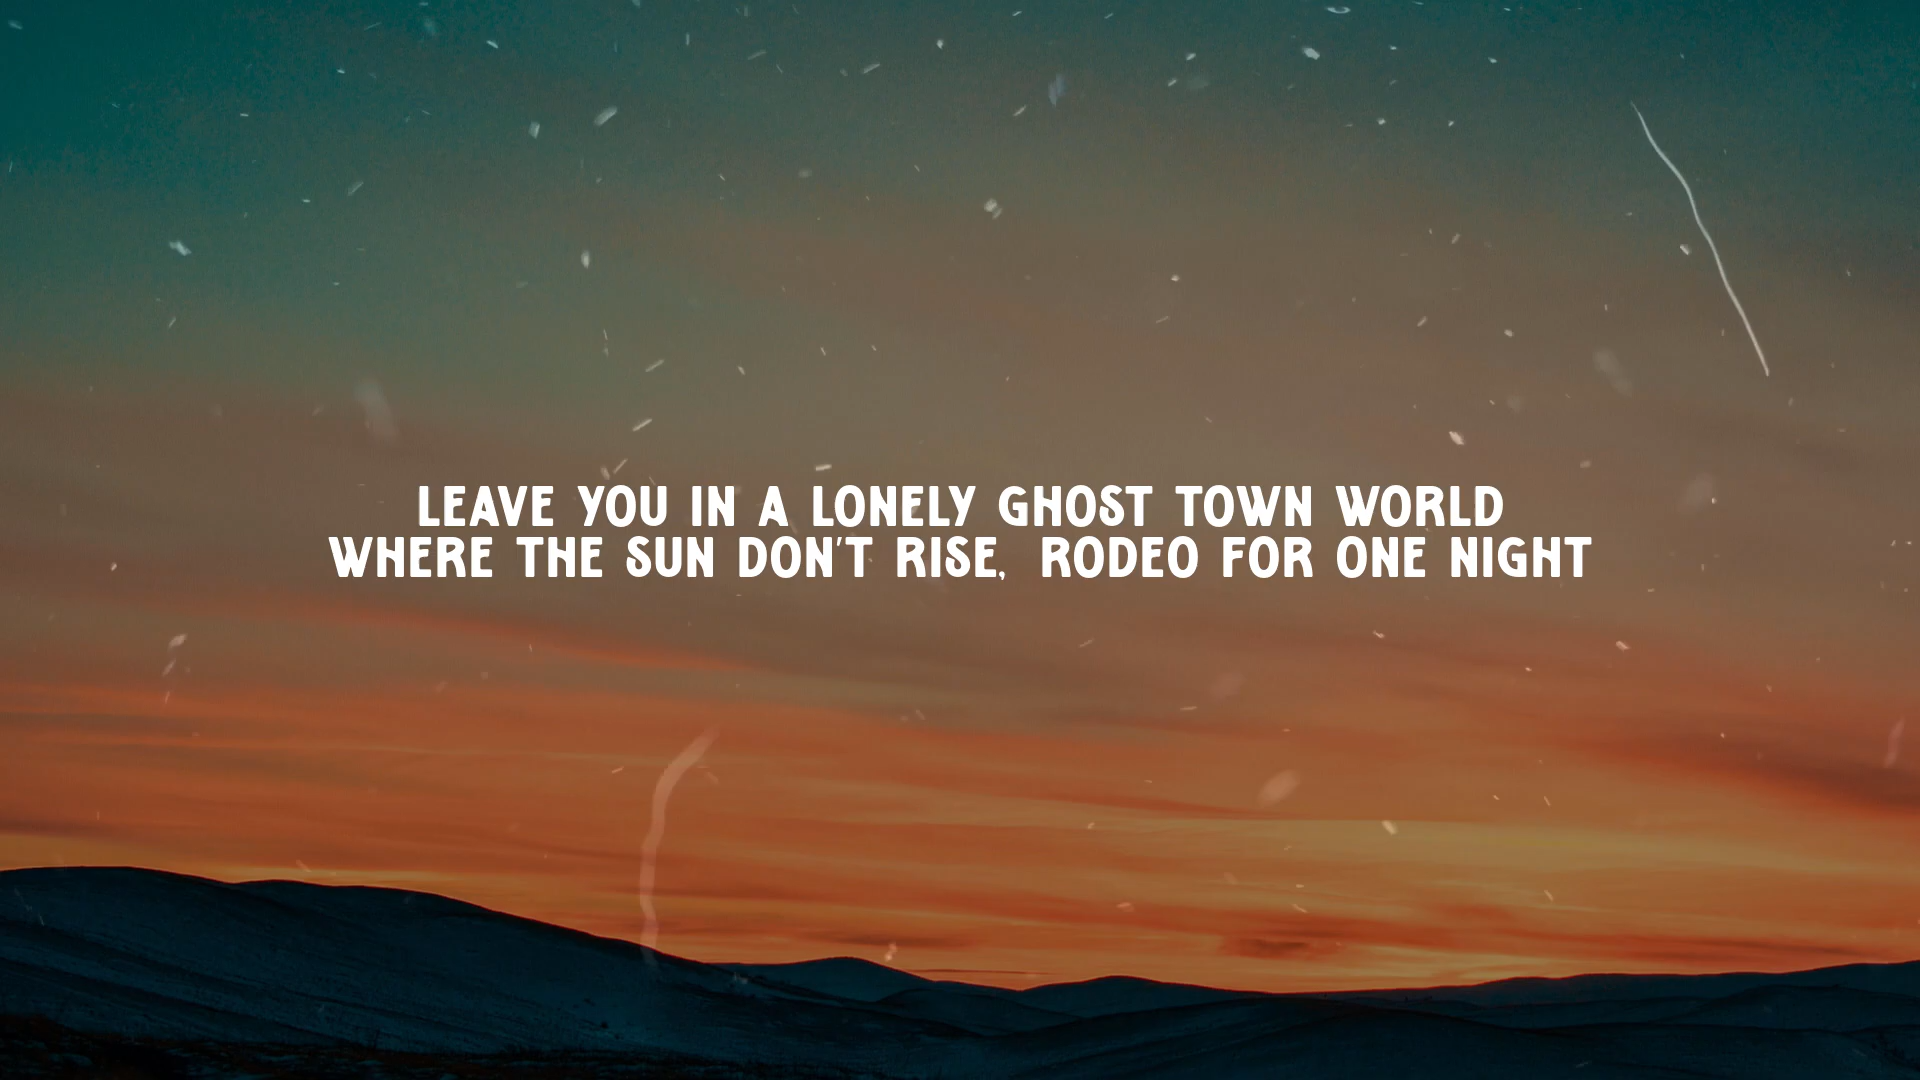 LEAVE YOU IN A LONELY GHOST TOWN WORLD
WHERE THE SUN DON'T RISE, RODEO FOR ONE NIGHT